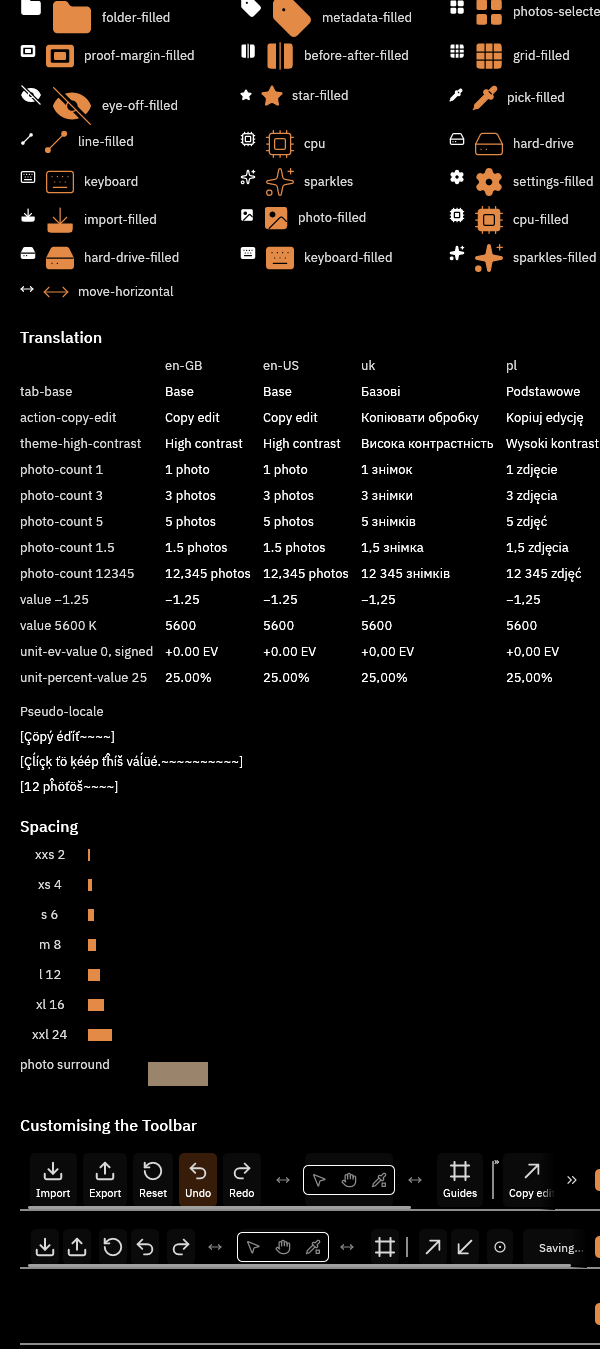 folder-filled metadata-filled photos-selecte
proof-margin-filled before-after-filled grid-filled
eye-off-filled star-filled pick-filled
line-filled cpu hard-drive
keyboard sparkles settings-filled
import-filled photo-filled cpu-filled
hard-drive-filled keyboard-filled sparkles-filled
move-horizontal
Translation
en-GB en-US uk pl
tab-base Base Base Базові Podstawowe
action-copy-edit Copy edit Copy edit Копіювати обробку Kopiuj edycję
theme-high-contrast High contrast High contrast Висока контрастність Wysoki kontrast
photo-count 1 1 photo 1 photo 1 знімок 1 zdjęcie
photo-count 3 3 photos 3 photos 3 знімки 3 zdjęcia
photo-count 5 5 photos 5 photos 5 знімків 5 zdjęć
photo-count 1.5 1.5 photos 1.5 photos 1,5 знімка 1,5 zdjęcia
photo-count 12345 12,345 photos 12,345 photos 12 345 знімків 12 345 zdjęć
value −1.25 −1.25 −1.25 −1,25 −1,25
value 5600 K 5600 5600 5600 5600
unit-ev-value 0, signed +0.00 EV +0.00 EV +0,00 EV +0,00 EV
unit-percent-value 25 25.00% 25.00% 25,00% 25,00%
Pseudo-locale
[Çöpý éďíť~~~~]
[Çĺíçķ ťö ķéép ťĥíš váĺüé.~~~~~~~~~~]
[12 pĥöťöš~~~~]
Spacing
xxs 2
xs 4
s 6
m 8
l 12
xl 16
xxl 24
photo surround
Customising the Toolbar
Import Export Reset Undo Redo Guides Copy edit
Saving…